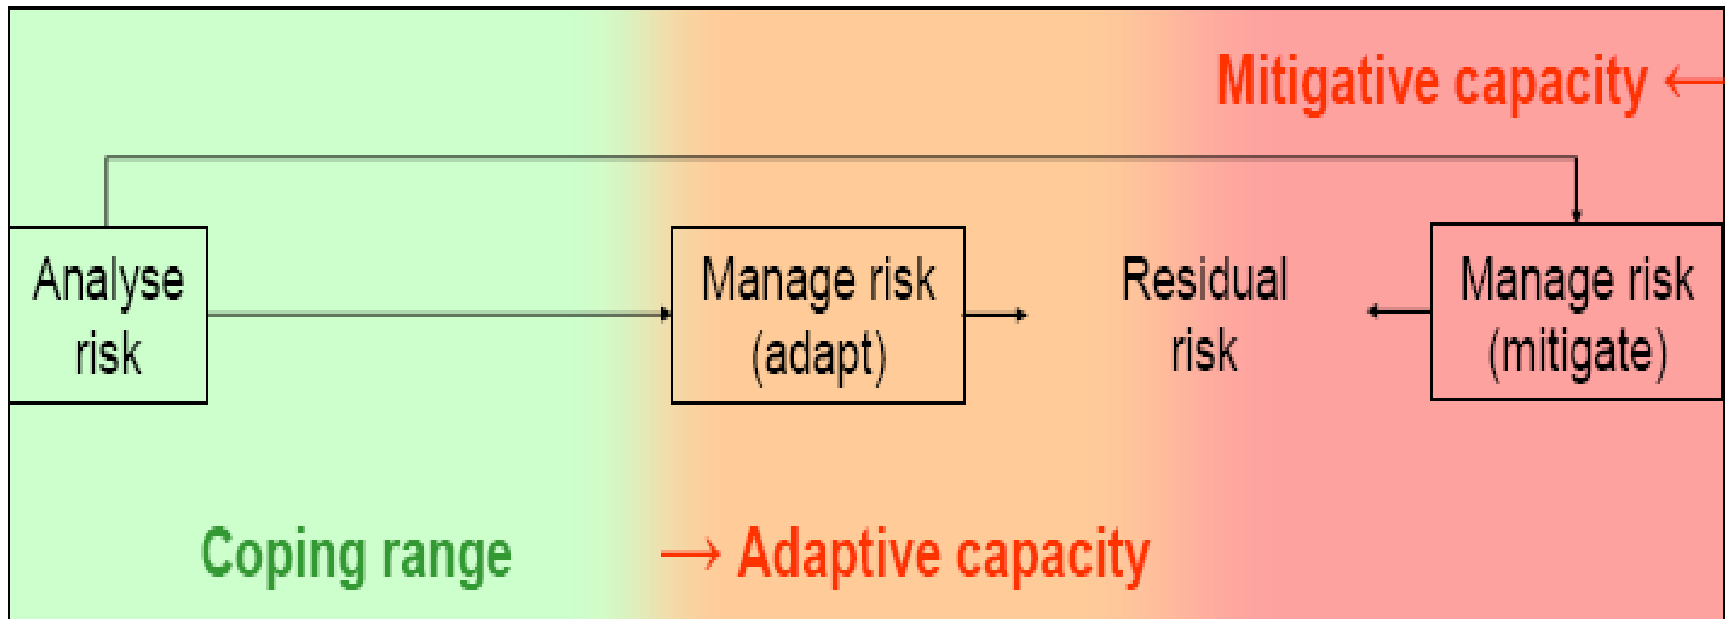 Mitigative capacity ←
Analyse
risk
Manage risk
(adapt)
Residual
risk
Manage risk
(mitigate)
Coping range
→ Adaptive capacity